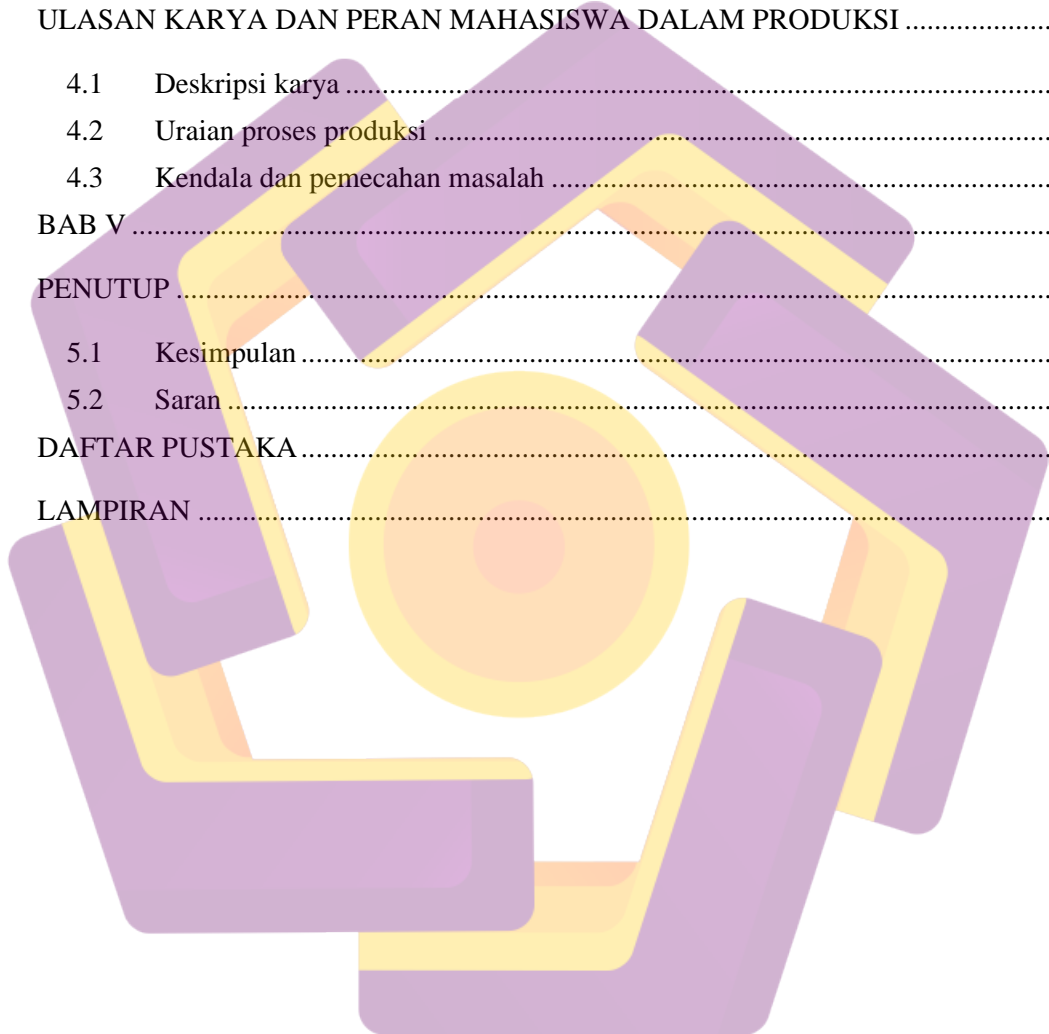 ULASAN KARYA DAN PERAN MAHASISWA DALAM PRODUKSI ....................
4.1 Deskripsi karya ....................
4.2 Uraian proses produksi ....................
4.3 Kendala dan pemecahan masalah ....................
BAB V ....................
PENUTUP ....................
5.1 Kesimpulan ....................
5.2 Saran ....................
DAFTAR PUSTAKA ....................
LAMPIRAN ....................